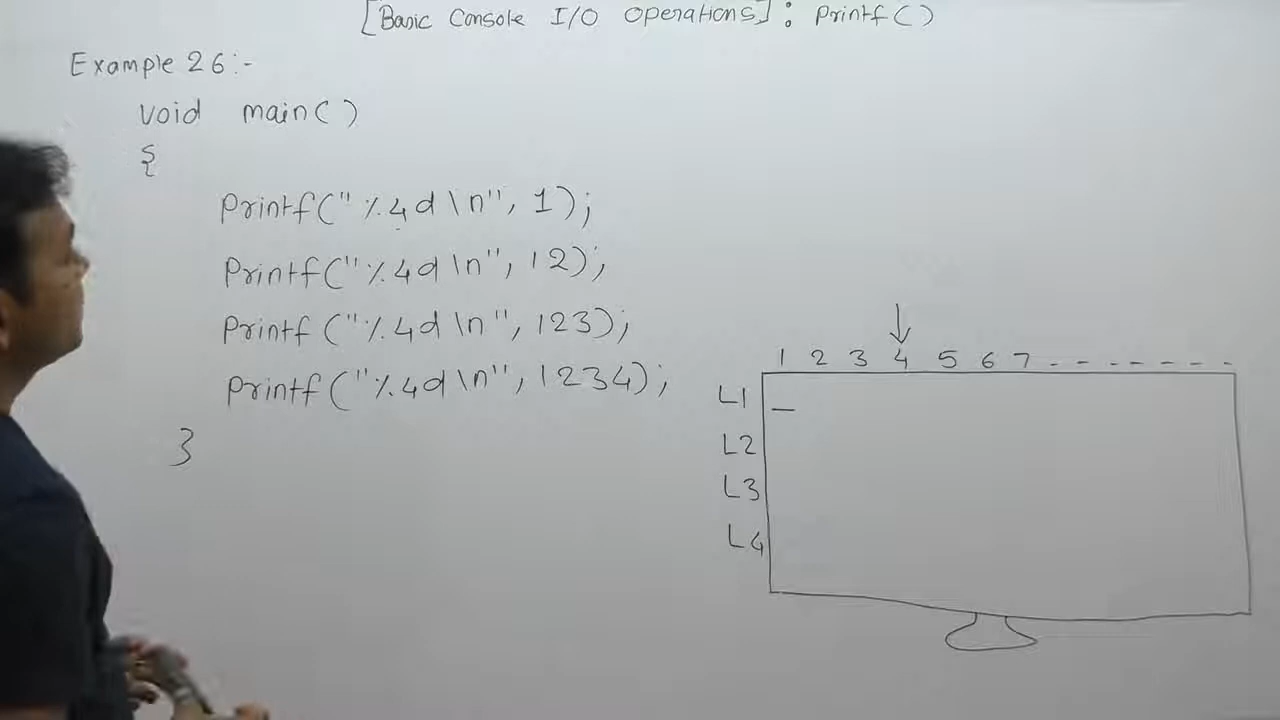 [Basic Console I/O Operations] : Printf()
Example 26:-
void main()
{
Printf("%4d\n", 1);
Printf("%4d\n", 12);
Printf("%4d\n", 123);
Printf("%4d\n", 1234);
}
1 2 3 4 5 6 7 - - - - - - -
L1 _
L2
L3
L4